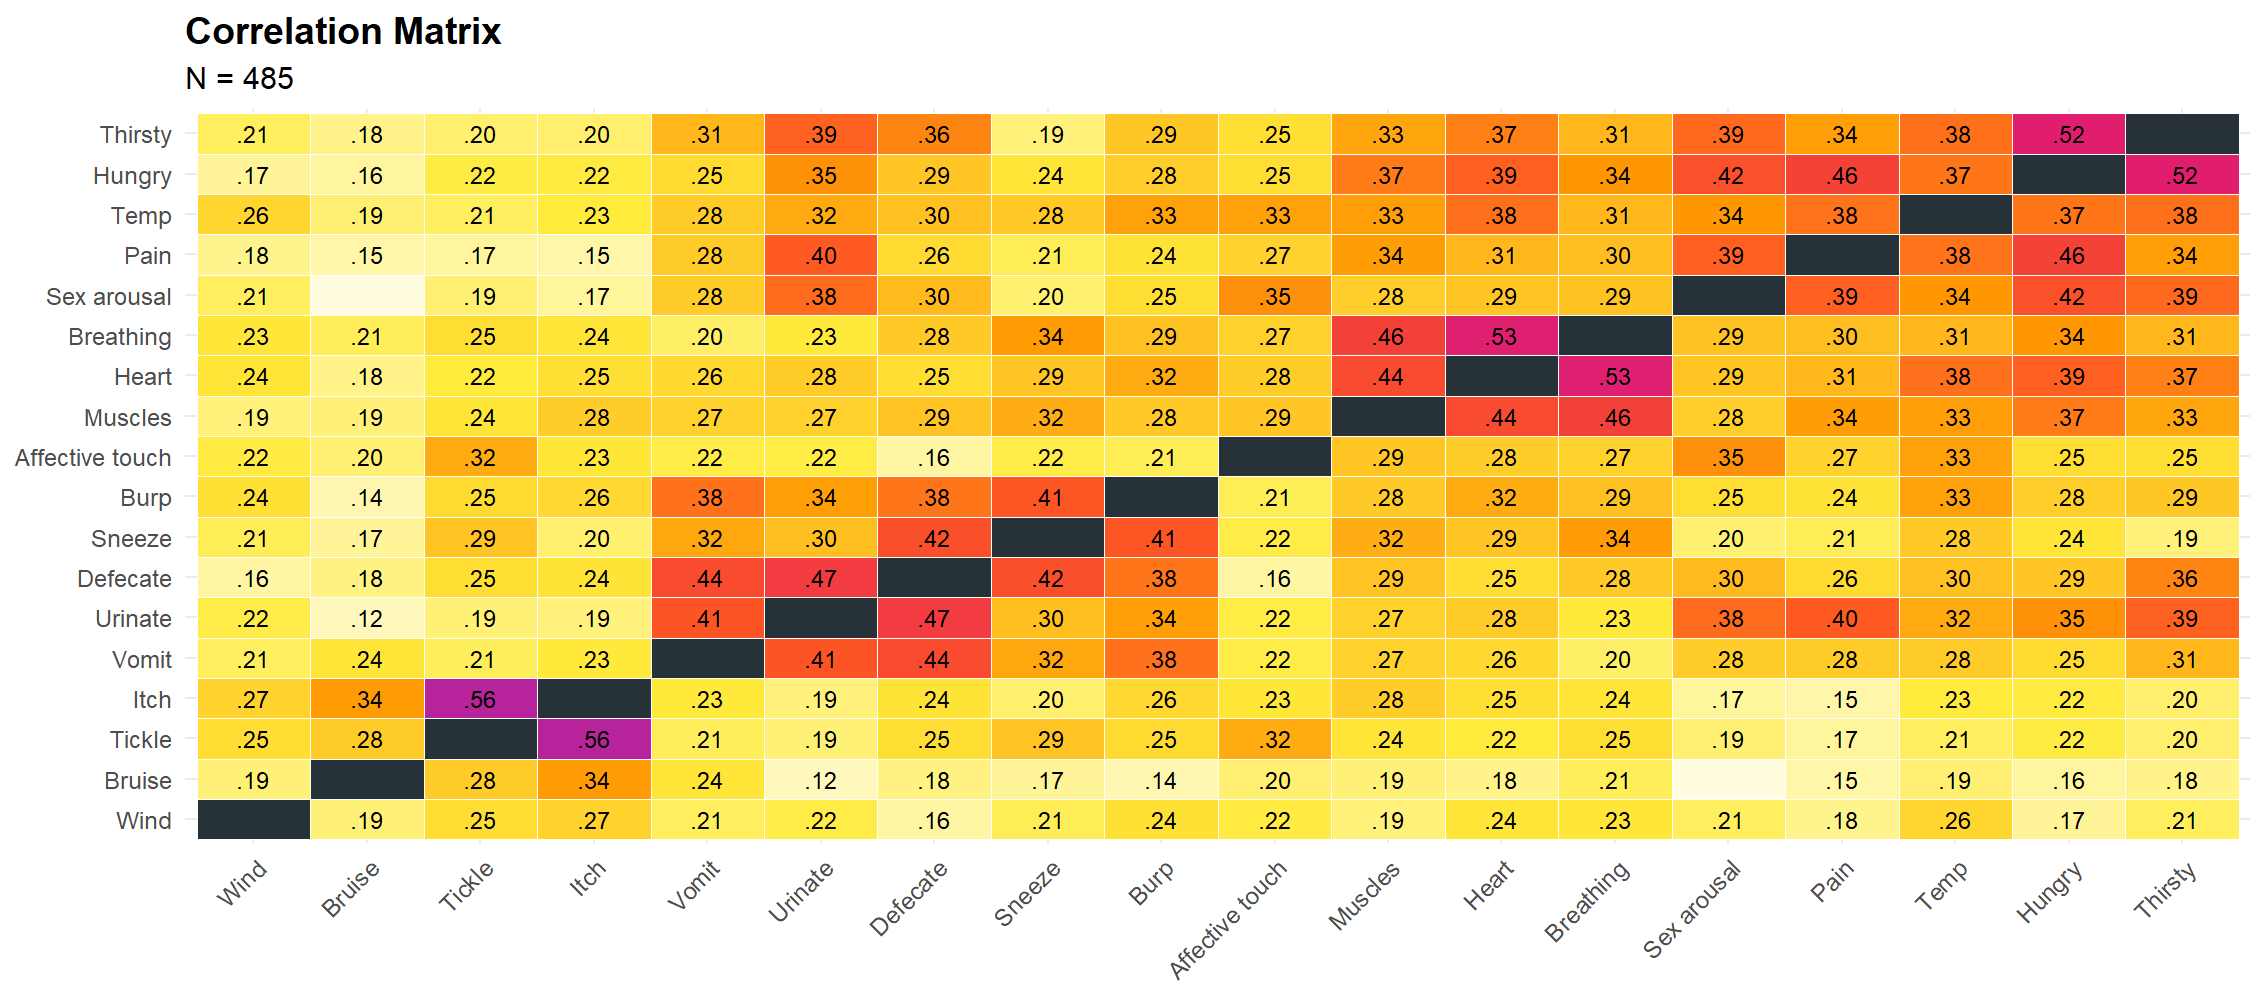 Correlation Matrix
N = 485
Thirsty .21 .18 .20 .20 .31 .39 .36 .19 .29 .25 .33 .37 .31 .39 .34 .38 .52
Hungry .17 .16 .22 .22 .25 .35 .29 .24 .28 .25 .37 .39 .34 .42 .46 .37 .52
Temp .26 .19 .21 .23 .28 .32 .30 .28 .33 .33 .33 .38 .31 .34 .38 .37 .38
Pain .18 .15 .17 .15 .28 .40 .26 .21 .24 .27 .34 .31 .30 .39 .38 .46 .34
Sex arousal .21 .19 .17 .28 .38 .30 .20 .25 .35 .28 .29 .29 .39 .34 .42 .39
Breathing .23 .21 .25 .24 .20 .23 .28 .34 .29 .27 .46 .53 .29 .30 .31 .34 .31
Heart .24 .18 .22 .25 .26 .28 .25 .29 .32 .28 .44 .53 .29 .31 .38 .39 .37
Muscles .19 .19 .24 .28 .27 .27 .29 .32 .28 .29 .44 .46 .28 .34 .33 .37 .33
Affective touch .22 .20 .32 .23 .22 .22 .16 .22 .21 .29 .28 .27 .35 .27 .33 .25 .25
Burp .24 .14 .25 .26 .38 .34 .38 .41 .21 .28 .32 .29 .25 .24 .33 .28 .29
Sneeze .21 .17 .29 .20 .32 .30 .42 .41 .22 .32 .29 .34 .20 .21 .28 .24 .19
Defecate .16 .18 .25 .24 .44 .47 .42 .38 .16 .29 .25 .28 .30 .26 .30 .29 .36
Urinate .22 .12 .19 .19 .41 .47 .30 .34 .22 .27 .28 .23 .38 .40 .32 .35 .39
Vomit .21 .24 .21 .23 .41 .44 .32 .38 .22 .27 .26 .20 .28 .28 .28 .25 .31
Itch .27 .34 .56 .23 .19 .24 .20 .26 .23 .28 .25 .24 .17 .15 .23 .22 .20
Tickle .25 .28 .56 .21 .19 .25 .29 .25 .32 .24 .22 .25 .19 .17 .21 .22 .20
Bruise .19 .28 .34 .24 .12 .18 .17 .14 .20 .19 .18 .21 .15 .19 .16 .18
Wind .19 .25 .27 .21 .22 .16 .21 .24 .22 .19 .24 .23 .21 .18 .26 .17 .21
Wind Bruise Tickle Itch Vomit Urinate Defecate Sneeze Burp Affective touch Muscles Heart Breathing Sex arousal Pain Temp Hungry Thirsty